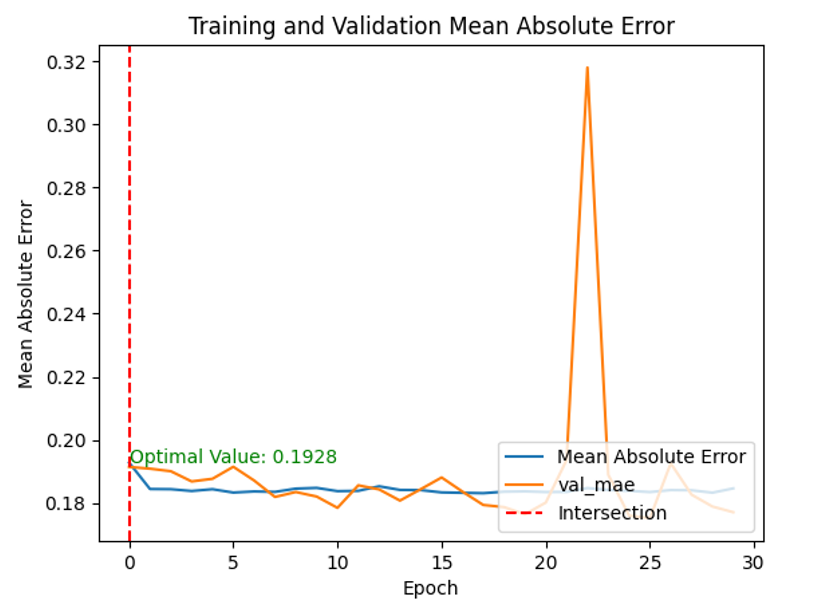 Training and Validation Mean Absolute Error
Mean Absolute Error
0.32
0.30
0.28
0.26
0.24
0.22
0.20
0.18
Optimal Value: 0.1928
Mean Absolute Error
val_mae
Intersection
0 5 10 15 20 25 30
Epoch